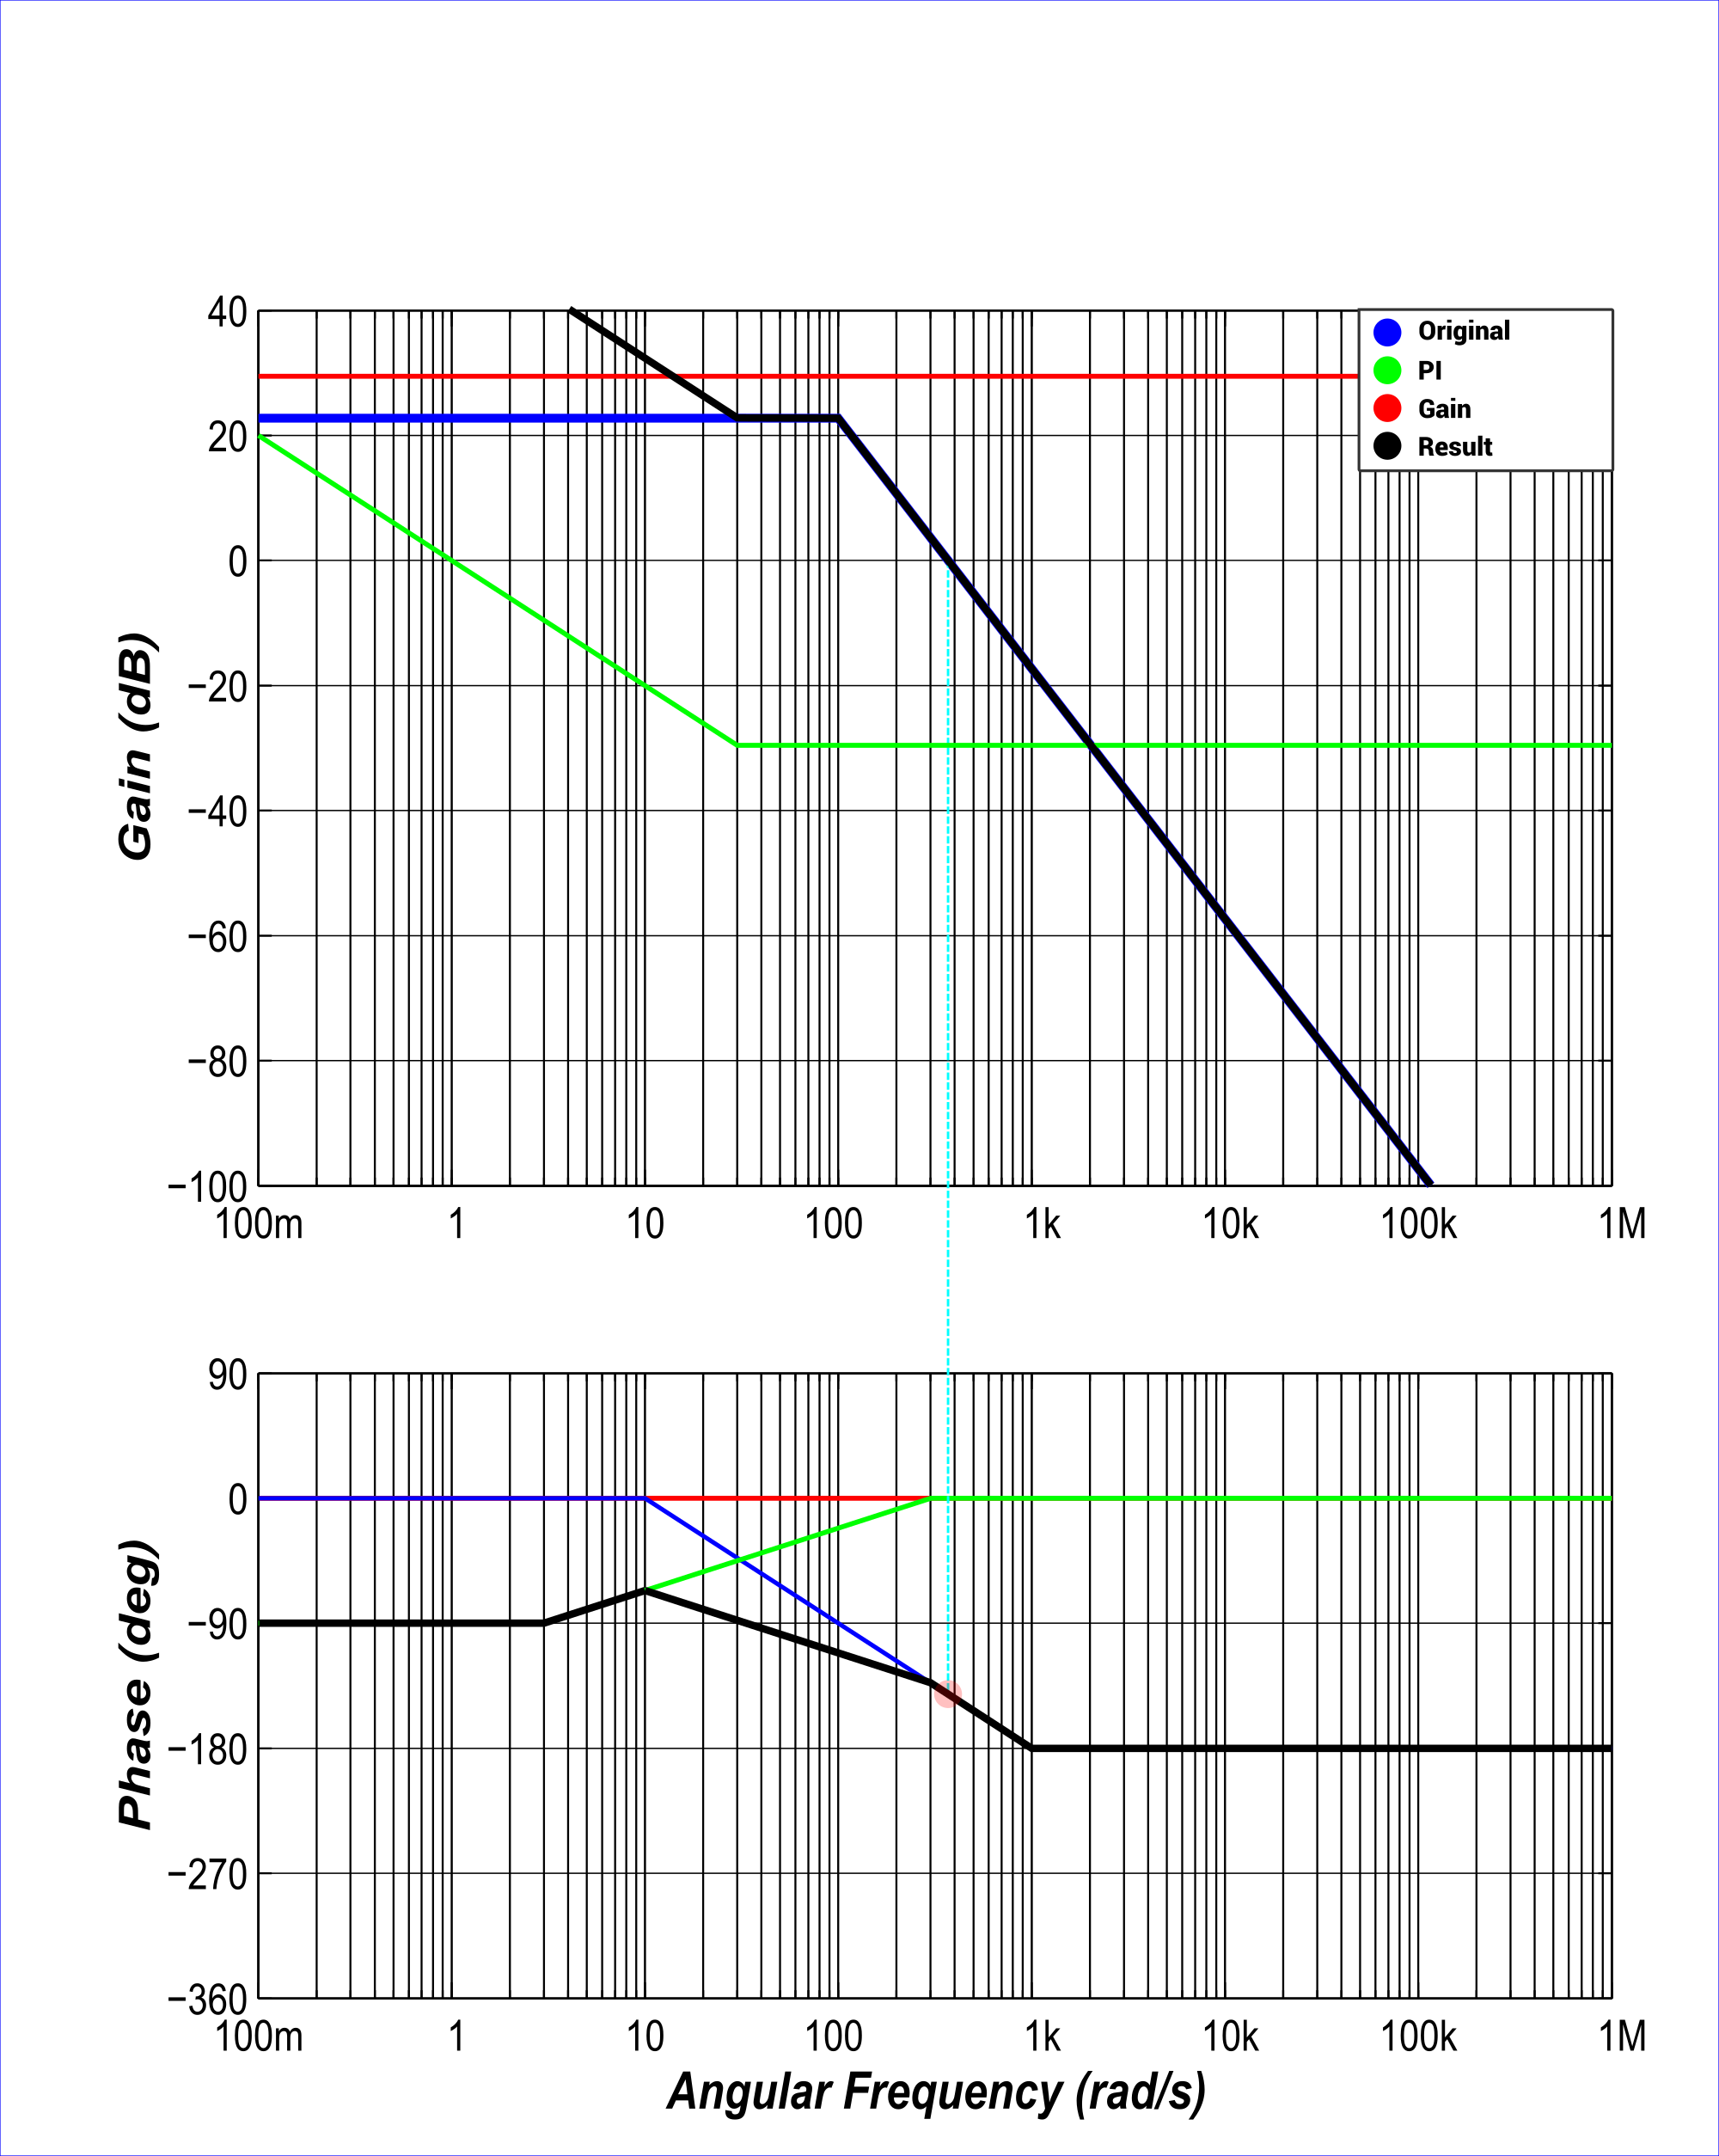 40
20
0
−20
−40
−60
−80
−100
Gain (dB)
Original
PI
Gain
Result
100m 1 10 100 1k 10k 100k 1M
90
0
−90
−180
−270
−360
Phase (deg)
100m 1 10 100 1k 10k 100k 1M
Angular Frequency (rad/s)